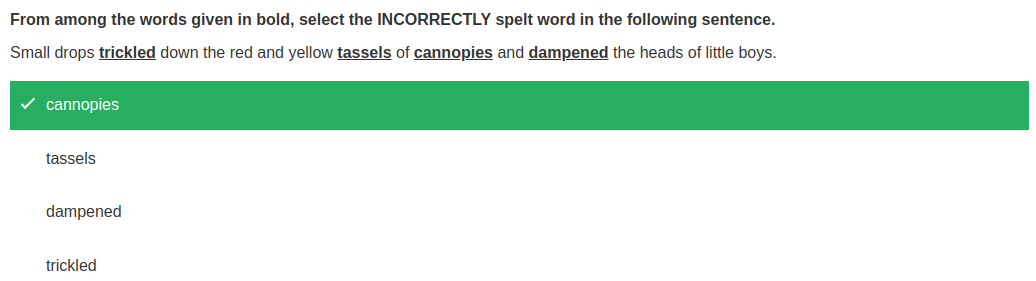 From among the words given in bold, select the INCORRECTLY spelt word in the following sentence.
Small drops trickled down the red and yellow tassels of cannopies and dampened the heads of little boys.
cannopies
tassels
dampened
trickled